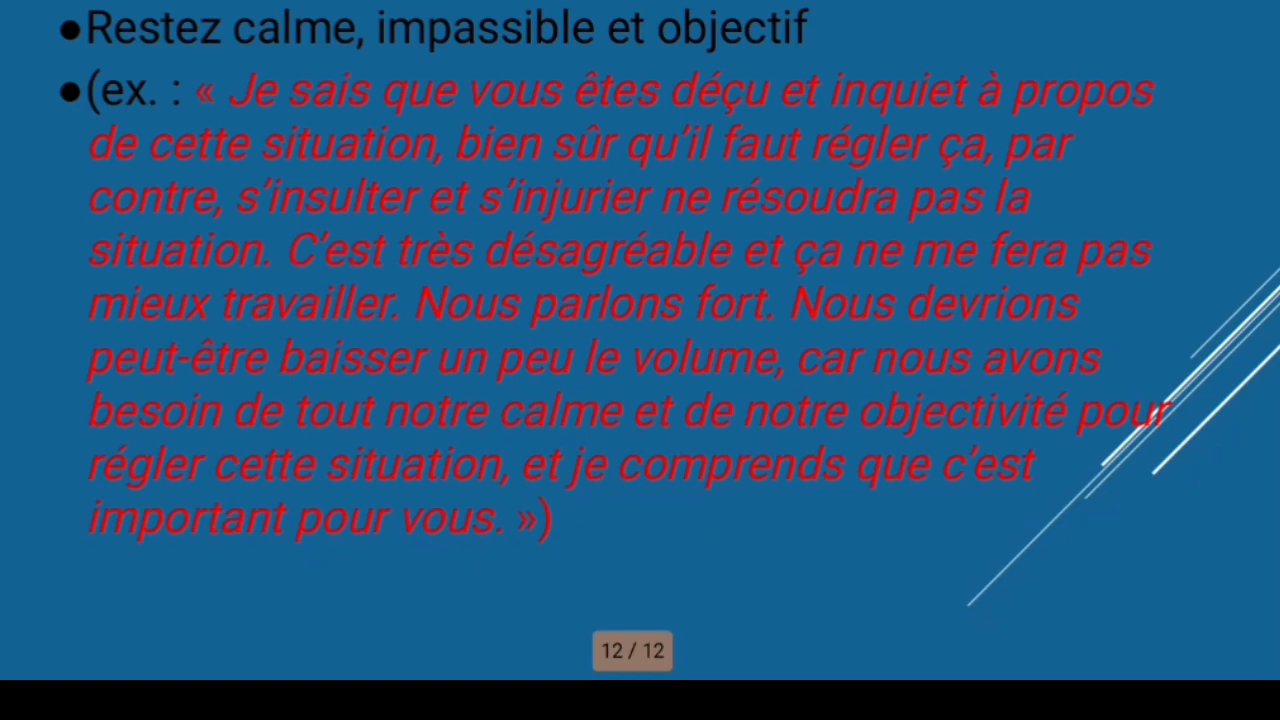 ●Restez calme, impassible et objectif
●(ex. : « Je sais que vous êtes déçu et inquiet à propos
de cette situation, bien sûr qu’il faut régler ça, par
contre, s’insulter et s’injurier ne résoudra pas la
situation. C’est très désagréable et ça ne me fera pas
mieux travailler. Nous parlons fort. Nous devrions
peut-être baisser un peu le volume, car nous avons
besoin de tout notre calme et de notre objectivité pour
régler cette situation, et je comprends que c’est
important pour vous. »)
12 / 12